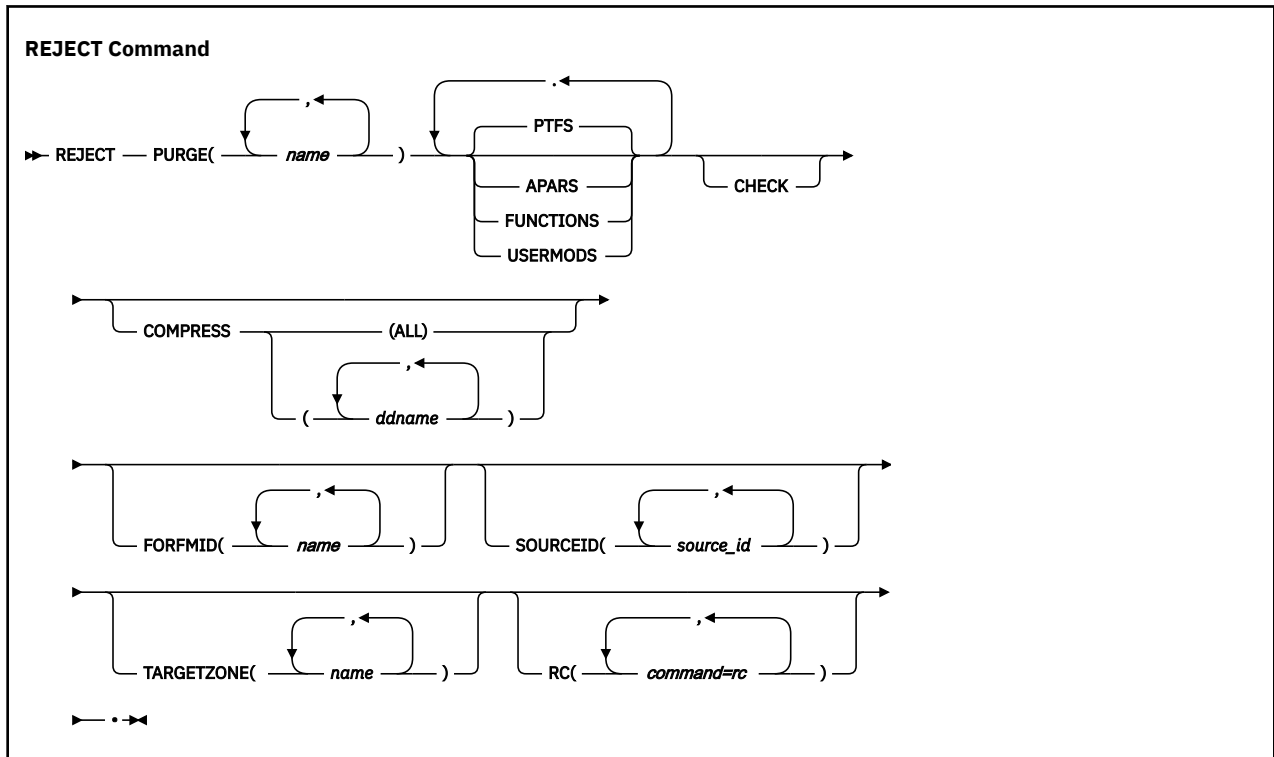 REJECT Command
.
,
PTFS
REJECT PURGE( name )
APARS
CHECK
FUNCTIONS
USERMODS
COMPRESS (ALL)
,
( ddname )
, ,
FORFMID( name ) SOURCEID( source_id )
, ,
TARGETZONE( name ) RC( command=rc )
.